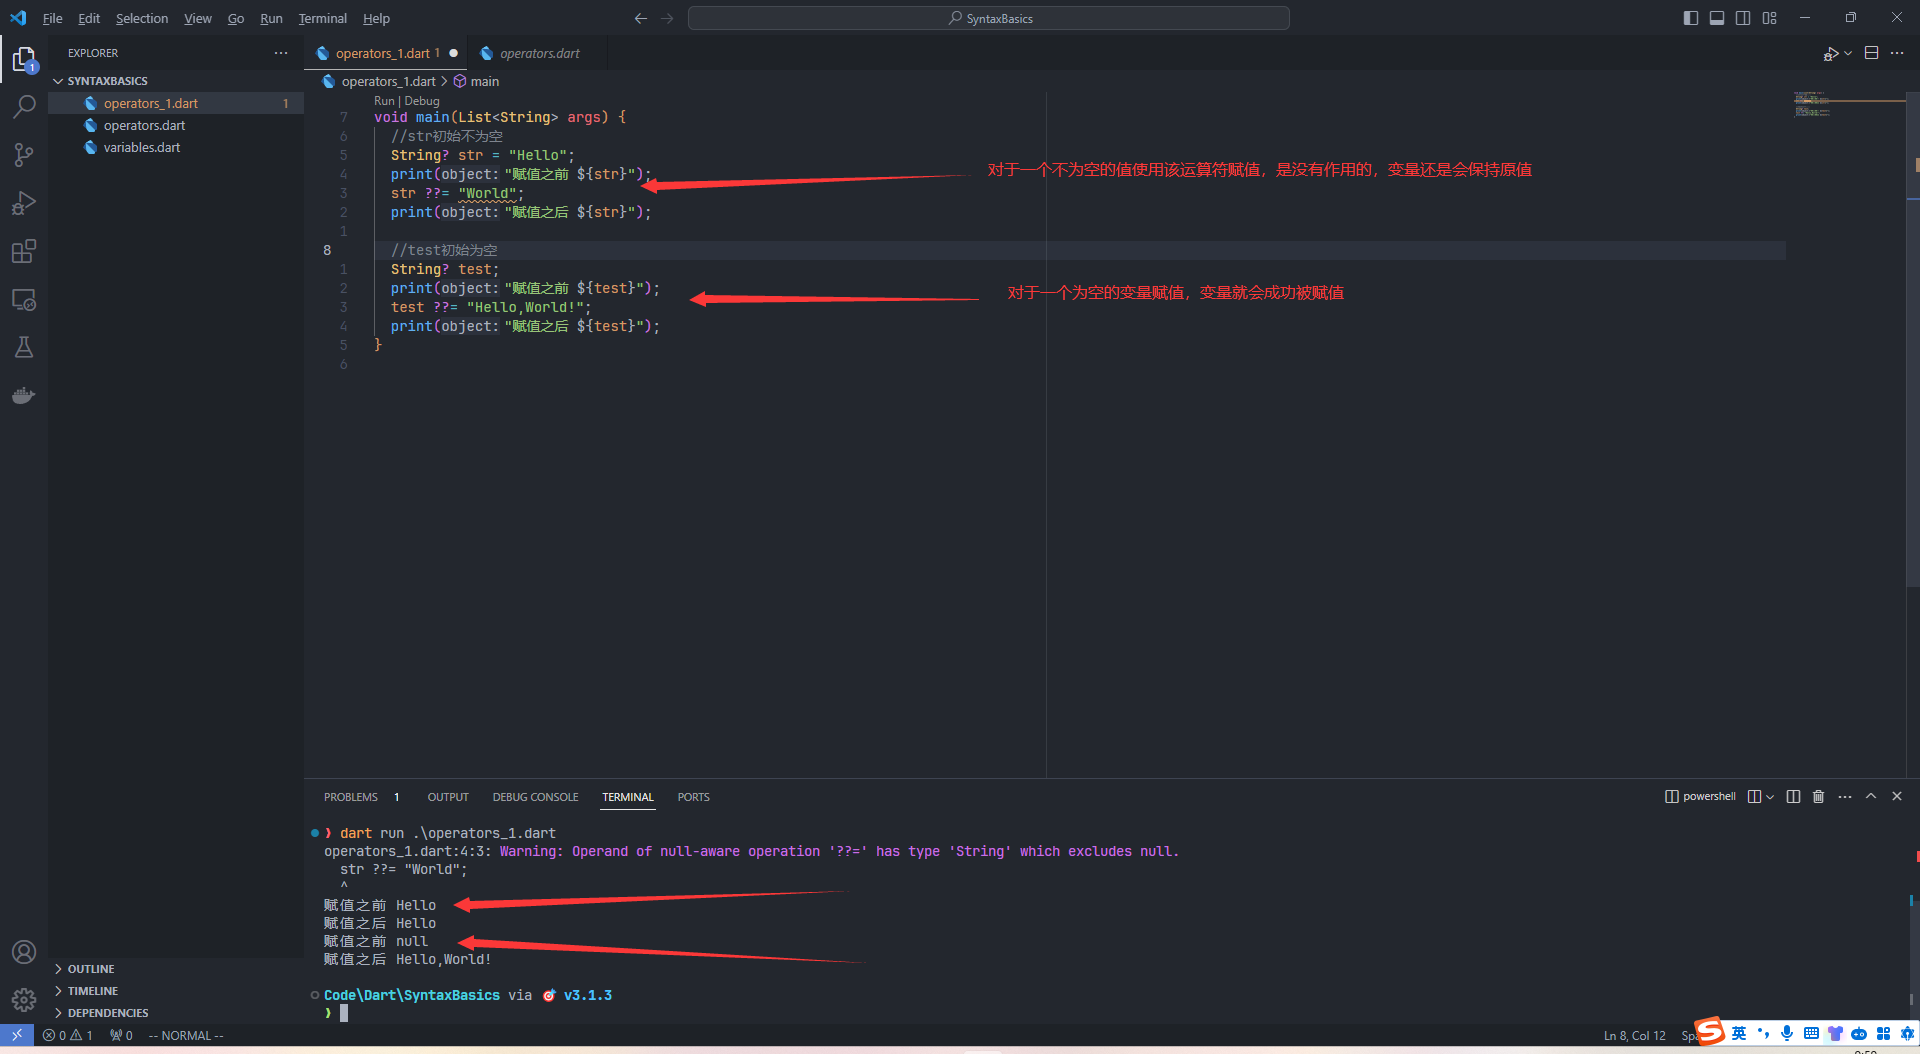 File Edit Selection View Go Run Terminal Help
SyntaxBasics
EXPLORER
SYNTAXBASICS
operators_1.dart 1
operators.dart
variables.dart
OUTLINE
TIMELINE
DEPENDENCIES
1
operators_1.dart 1
operators.dart
operators_1.dart > main
Run | Debug
7 void main(List<String> args) {
6 //str初始不为空
5 String? str = "Hello";
4 print(object: "赋值之前 ${str}");
3 str ??= "World";
2 print(object: "赋值之后 ${str}");
1
8 //test初始为空
1 String? test;
2 print(object: "赋值之前 ${test}");
3 test ??= "Hello,World!";
4 print(object: "赋值之后 ${test}");
5 }
6
对于一个不为空的值使用该运算符赋值，是没有作用的，变量还是会保持原值
对于一个为空的变量赋值，变量就会成功被赋值
PROBLEMS 1 OUTPUT DEBUG CONSOLE TERMINAL PORTS
powershell
❯ dart run .\operators_1.dart
operators_1.dart:4:3: Warning: Operand of null-aware operation '??=' has type 'String' which excludes null.
str ??= "World";
^
赋值之前 Hello
赋值之后 Hello
赋值之前 null
赋值之后 Hello,World!
Code\Dart\SyntaxBasics via 🎯 v3.1.3
❯
0 1 0 -- NORMAL --
Ln 8, Col 12
英